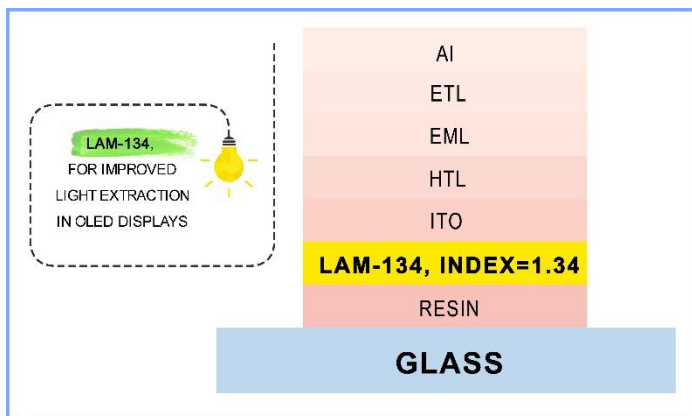 LAM-134,
FOR IMPROVED
LIGHT EXTRACTION
IN OLED DISPLAYS
AI
ETL
EML
HTL
ITO
LAM-134, INDEX=1.34
RESIN
GLASS